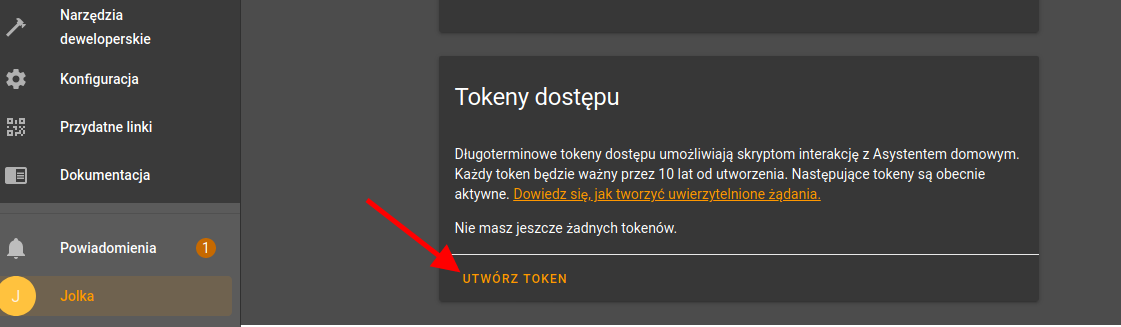 Narzędzia
deweloperskie
Konfiguracja
Przydatne linki
Dokumentacja
Powiadomienia 1
J Jolka
Tokeny dostępu
Długoterminowe tokeny dostępu umożliwiają skryptom interakcję z Asystentem domowym.
Każdy token będzie ważny przez 10 lat od utworzenia. Następujące tokeny są obecnie
aktywne. Dowiedz się, jak tworzyć uwierzytelnione żądania.
Nie masz jeszcze żadnych tokenów.
UTWÓRZ TOKEN